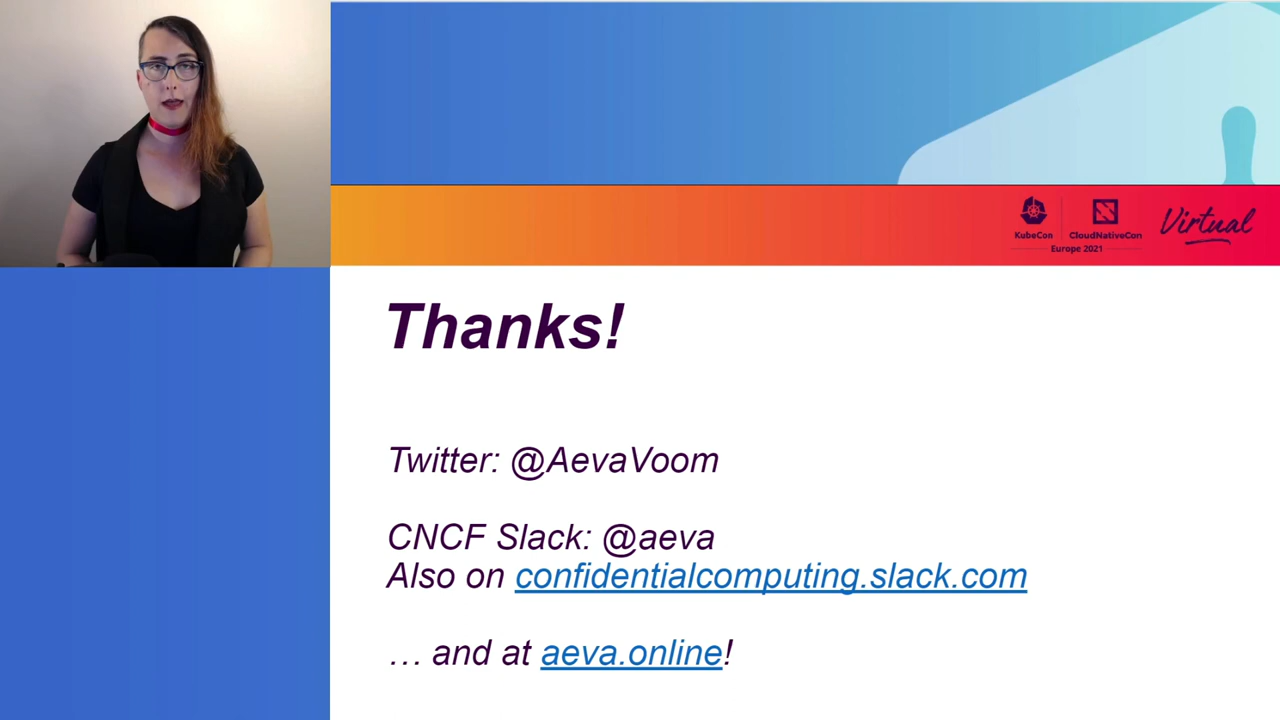 KubeCon
CloudNativeCon
Europe 2021
Virtual
Thanks!
Twitter: @AevaVoom
CNCF Slack: @aeva
Also on confidentialcomputing.slack.com
… and at aeva.online!